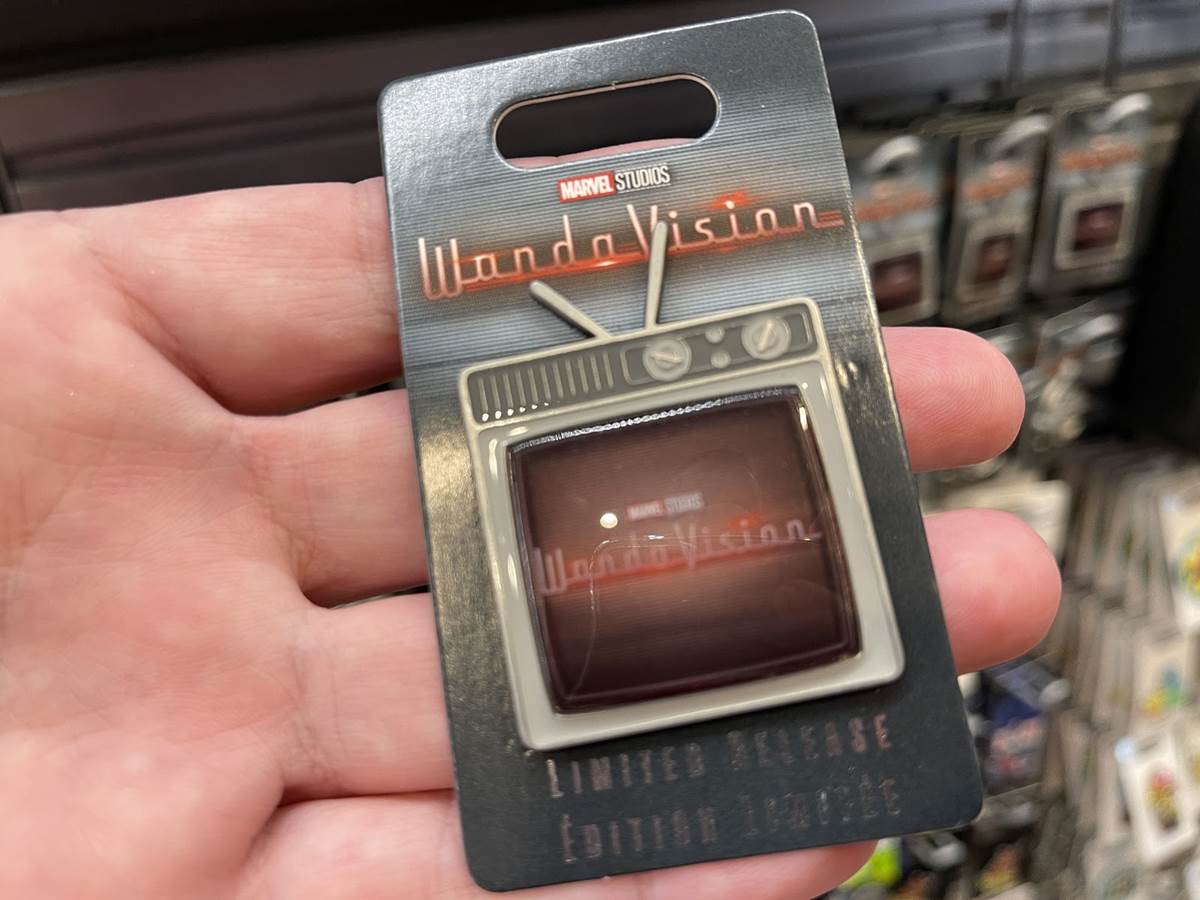 MARVEL STUDIOS
WandaVision
MARVEL STUDIOS
WandaVision
LIMITED RELEASE
ÉDITION LIMITÉE